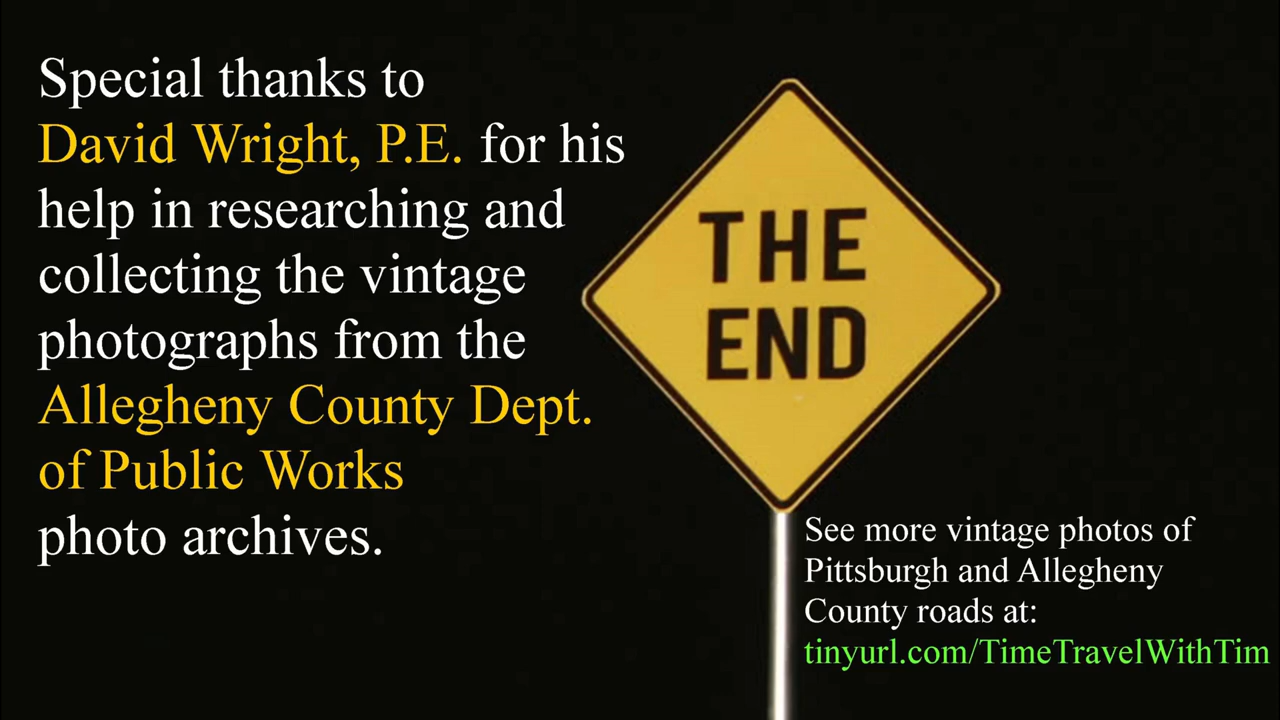 Special thanks to
David Wright, P.E. for his
help in researching and
collecting the vintage
photographs from the
Allegheny County Dept.
of Public Works
photo archives.
THE
END
See more vintage photos of
Pittsburgh and Allegheny
County roads at:
tinyurl.com/TimeTravelWithTim